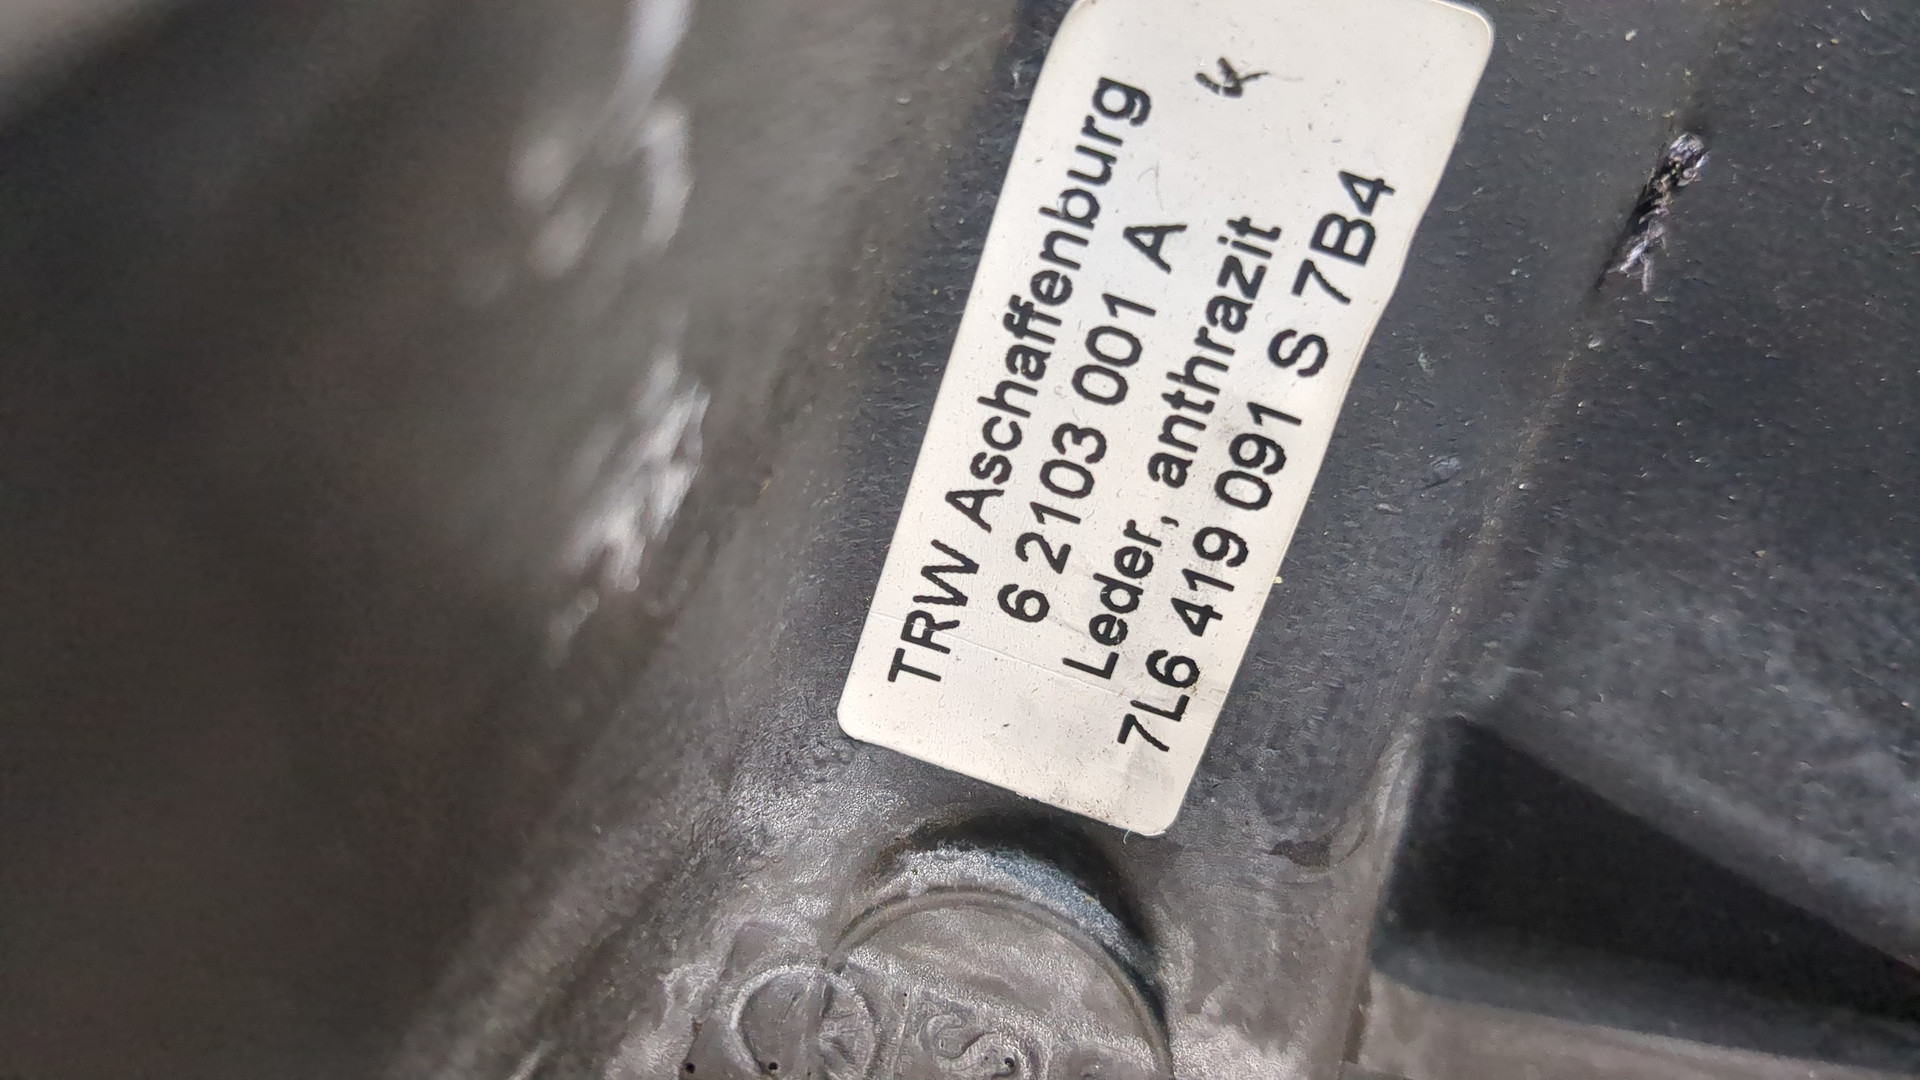 TRW Aschaffenburg
6 2103 001 A
Leder, anthrazit
7L6 419 091 S 7B4